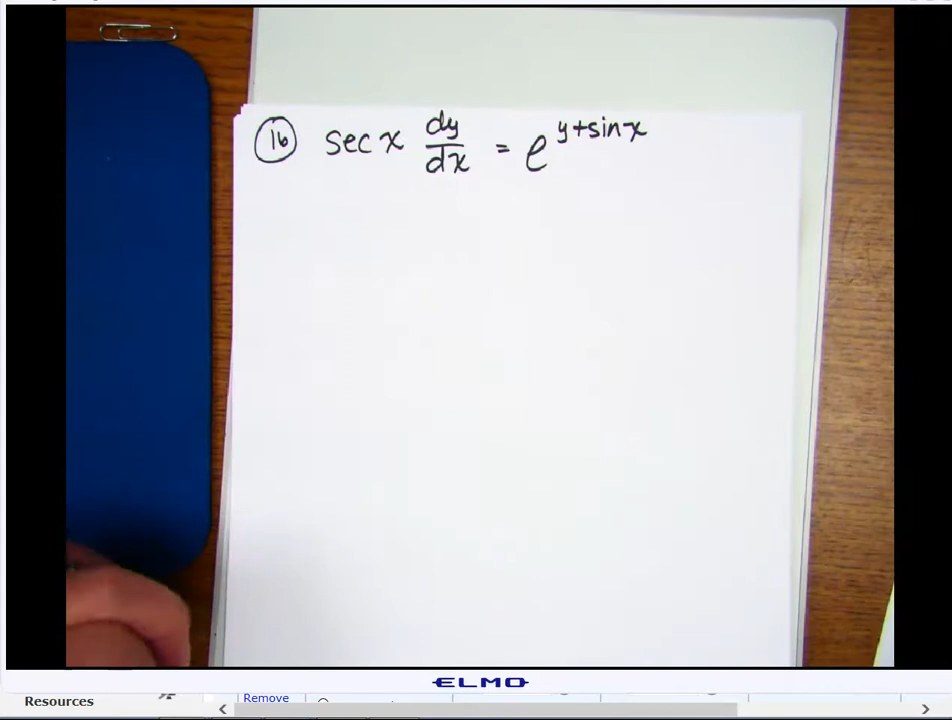 16 sec x dy/dx = e^{y+sin x}
ELMO
Resources
Remove